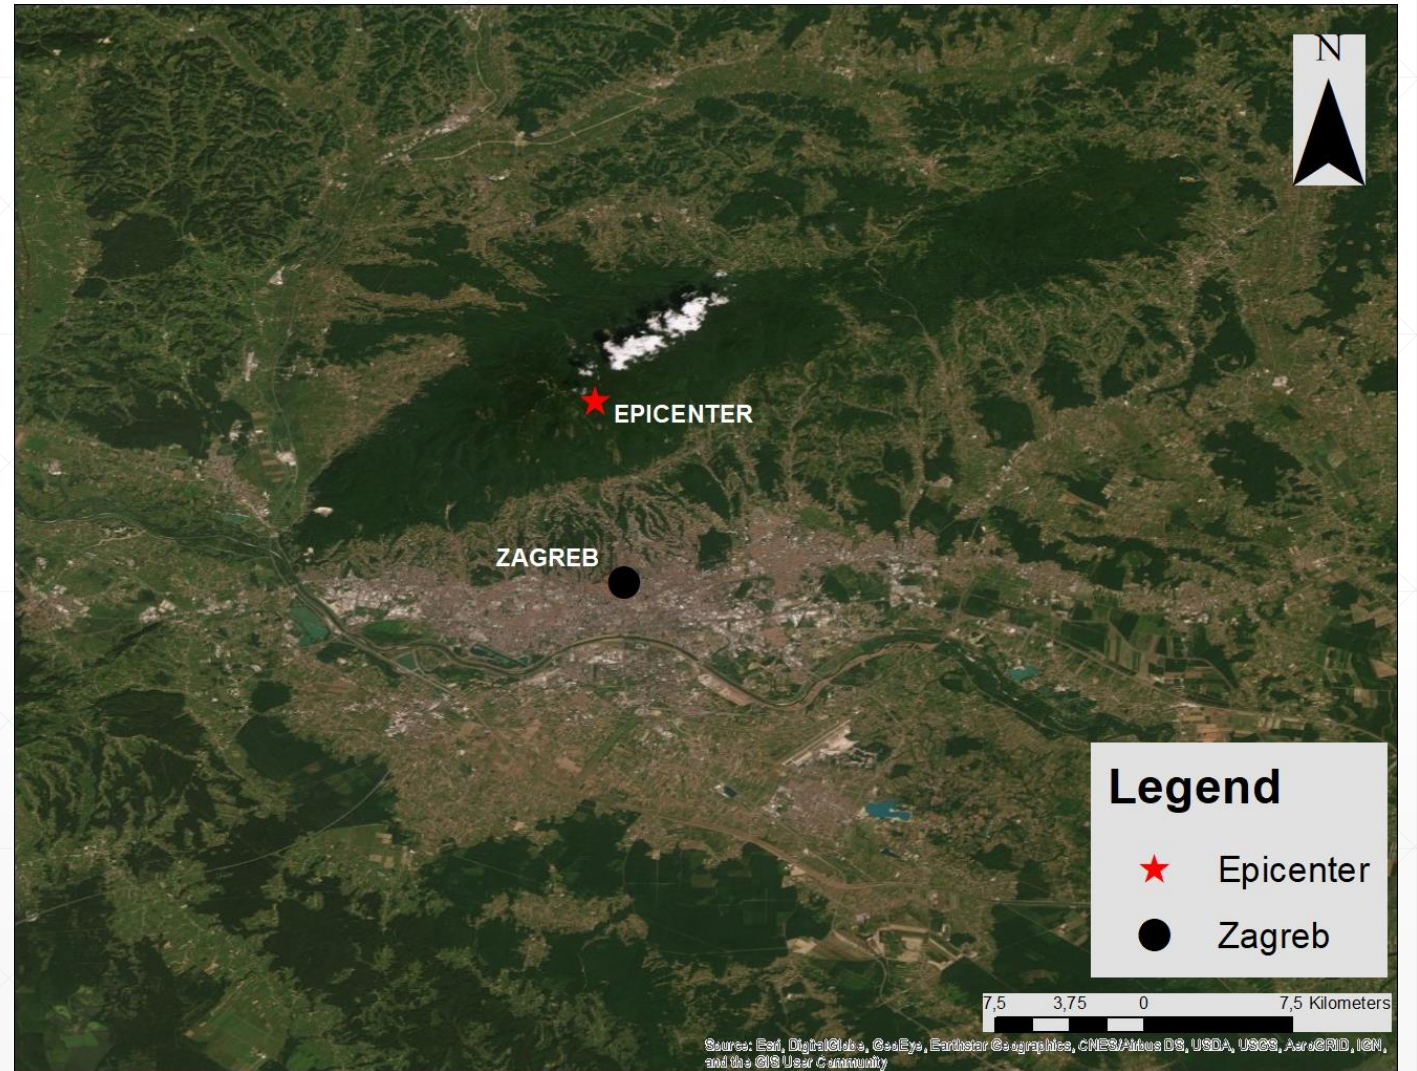 N
EPICENTER
ZAGREB
Legend
Epicenter
Zagreb
7,5 3,75 0 7,5 Kilometers
Source: Esri, DigitalGlobe, GeoEye, Earthstar Geographics, CNES/Airbus DS, USDA, USGS, AeroGRID, IGN,
and the GIS User Community